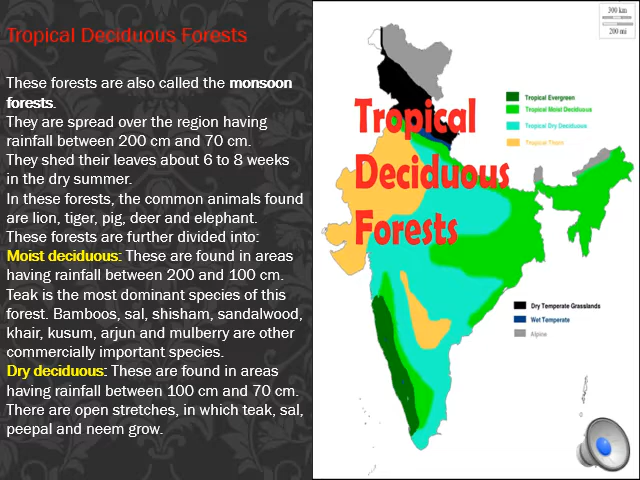 Tropical Deciduous Forests
These forests are also called the monsoon
forests.
They are spread over the region having
rainfall between 200 cm and 70 cm.
They shed their leaves about 6 to 8 weeks
in the dry summer.
In these forests, the common animals found
are lion, tiger, pig, deer and elephant.
These forests are further divided into:
Moist deciduous: These are found in areas
having rainfall between 200 and 100 cm.
Teak is the most dominant species of this
forest. Bamboos, sal, shisham, sandalwood,
khair, kusum, arjun and mulberry are other
commercially important species.
Dry deciduous: These are found in areas
having rainfall between 100 cm and 70 cm.
There are open stretches, in which teak, sal,
peepal and neem grow.
300 km
200 mi
Tropical Evergreen
Tropical Moist Deciduous
Tropical Dry Deciduous
Tropical Thorn
Tropical
Deciduous
Forests
Dry Temperate Grasslands
Wet Temperate
Alpine